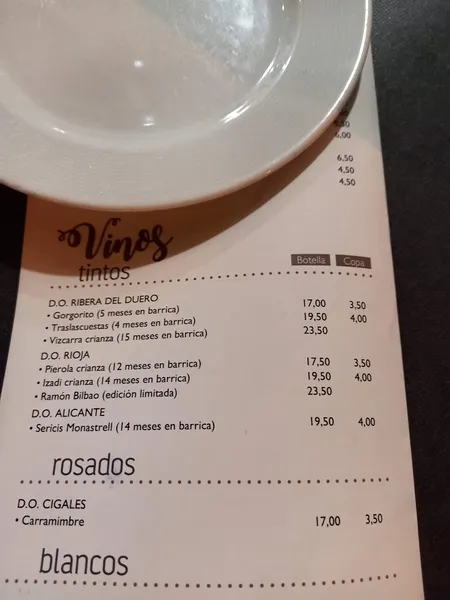 6,00
6,50
4,50
4,50
Vinos
tintos
Botella Copa
D.O. RIBERA DEL DUERO
• Gorgorito (5 meses en barrica) 17,00 3,50
• Traslascuestas (4 meses en barrica) 19,50 4,00
• Vizcarra crianza (15 meses en barrica) 23,50
D.O. RIOJA
• Pierola crianza (12 meses en barrica) 17,50 3,50
• Izadi crianza (14 meses en barrica) 19,50 4,00
• Ramón Bilbao (edición limitada) 23,50
D.O. ALICANTE
• Sericis Monastrell (14 meses en barrica) 19,50 4,00
rosados
D.O. CIGALES
• Carramimbre 17,00 3,50
blancos